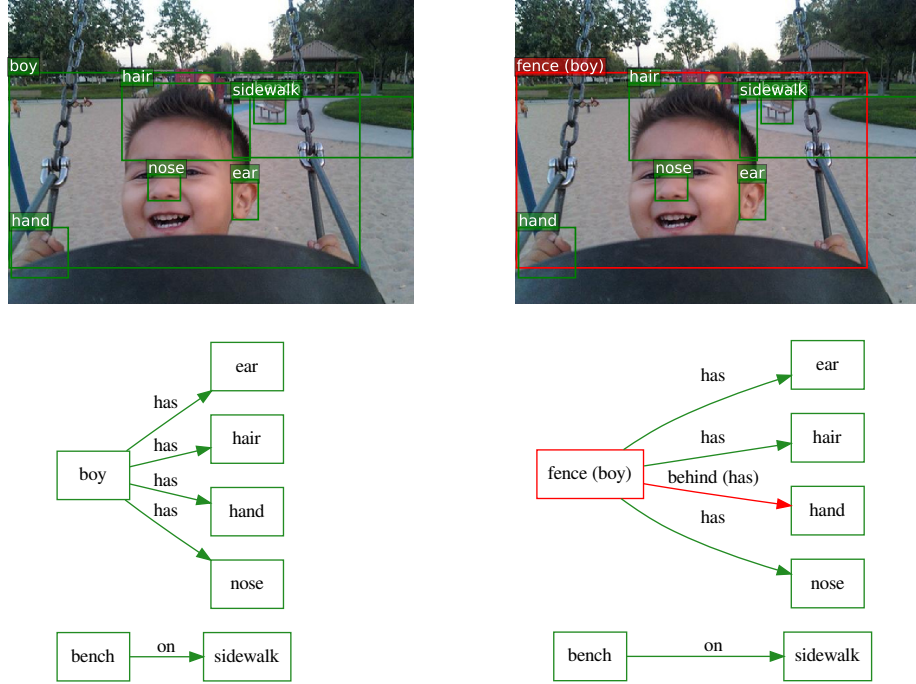 boy
hair
sidewalk
nose
ear
hand
fence (boy)
hair
sidewalk
nose
ear
hand
ear
has
hair
has
boy
has
hand
has
nose
bench
on
sidewalk
ear
has
hair
has
fence (boy)
behind (has)
hand
has
nose
bench
on
sidewalk